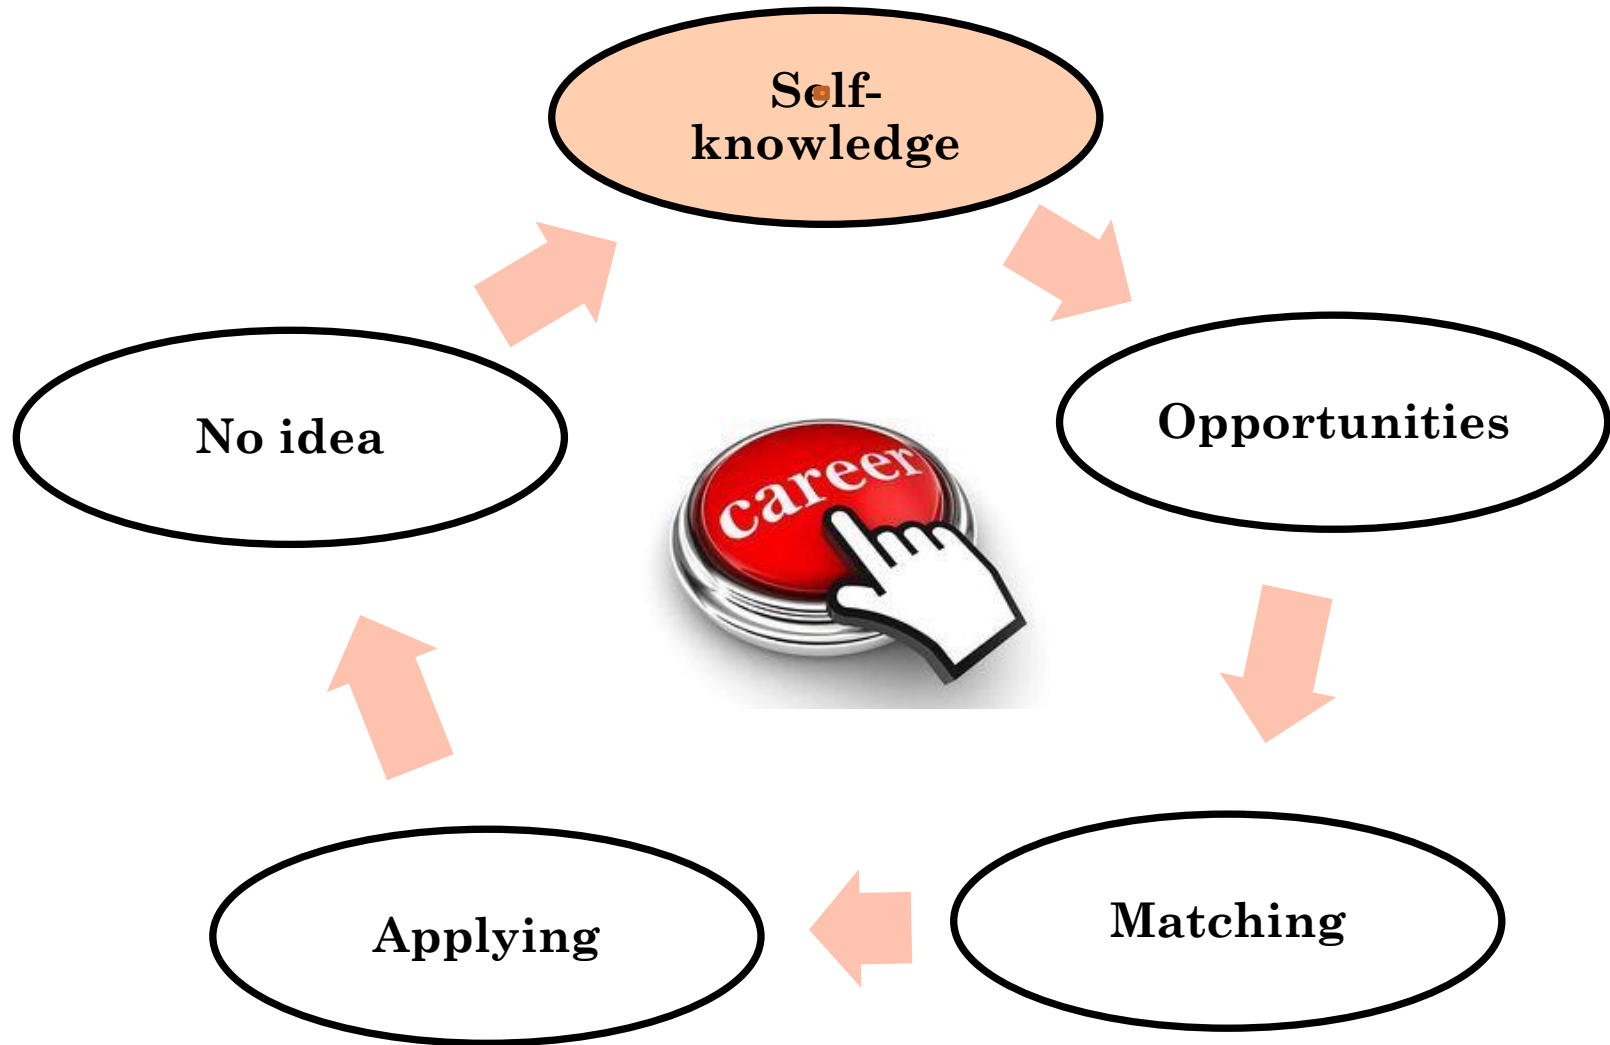 Self-
knowledge
No idea
Opportunities
career
Applying
Matching